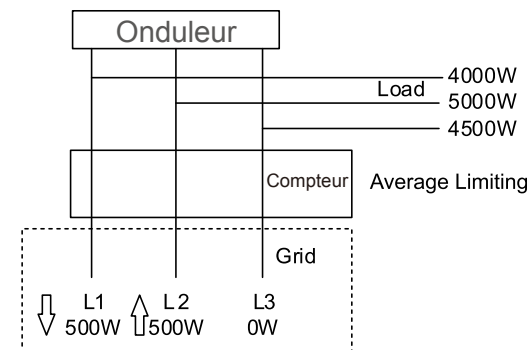 Onduleur
4000W
Load
5000W
4500W
Compteur
Average Limiting
Grid
L1 L2 L3
500W 500W 0W